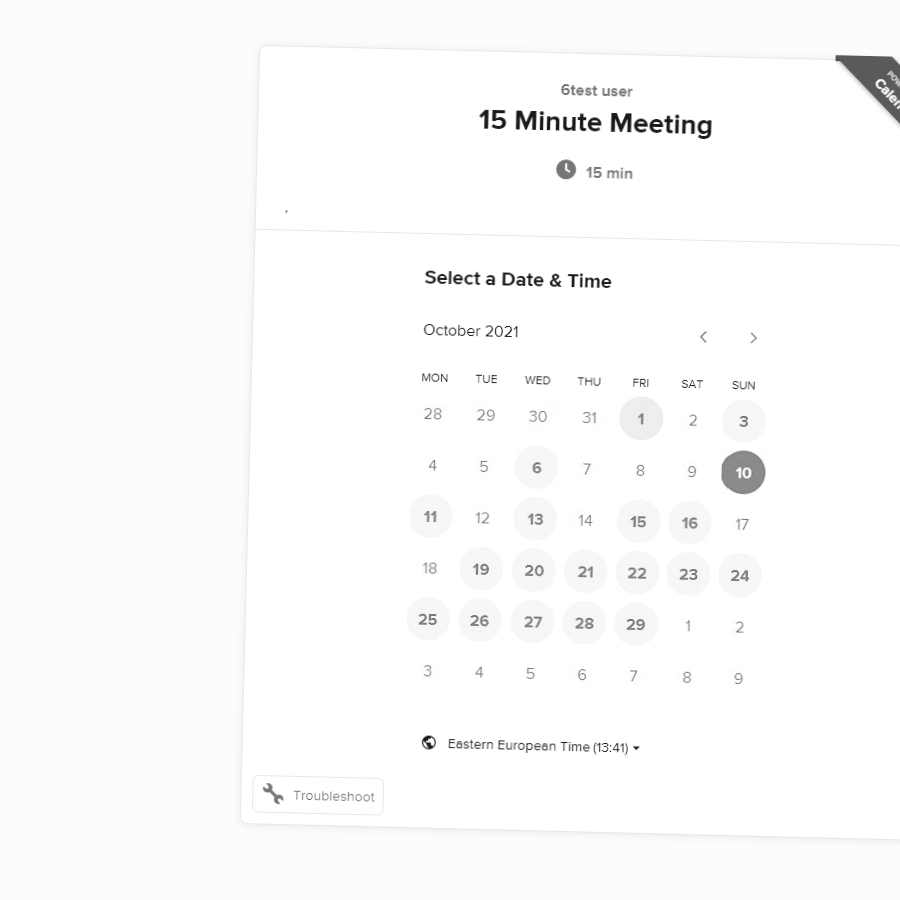 6test user
15 Minute Meeting
15 min
Select a Date & Time
October 2021
MON TUE WED THU FRI SAT SUN
28 29 30 31 1 2 3
4 5 6 7 8 9 10
11 12 13 14 15 16 17
18 19 20 21 22 23 24
25 26 27 28 29 1 2
3 4 5 6 7 8 9
Eastern European Time (13:41)
Troubleshoot